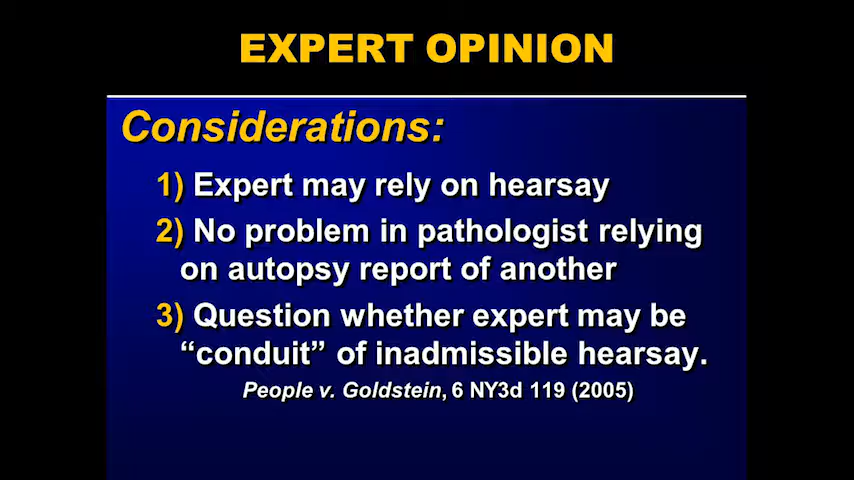 EXPERT OPINION
Considerations:
1) Expert may rely on hearsay
2) No problem in pathologist relying
on autopsy report of another
3) Question whether expert may be
“conduit” of inadmissible hearsay.
People v. Goldstein, 6 NY3d 119 (2005)